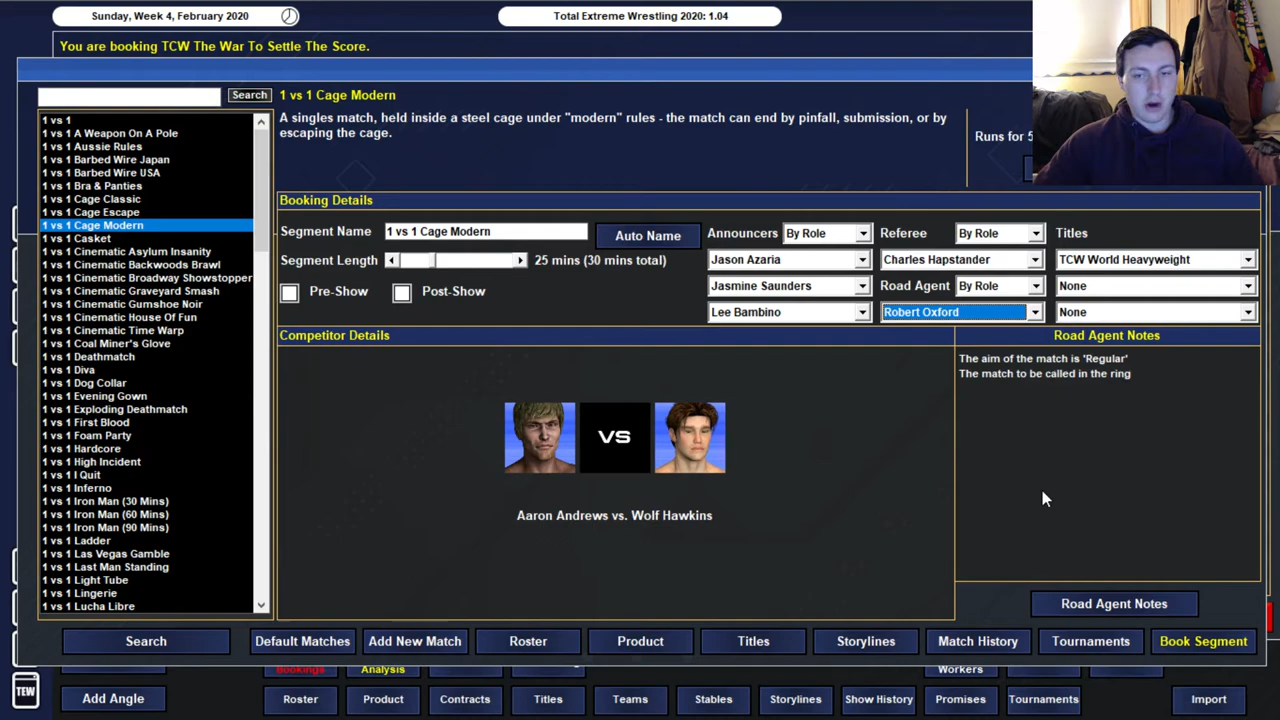 Sunday, Week 4, February 2020
Total Extreme Wrestling 2020: 1.04
You are booking TCW The War To Settle The Score.
Search
1 vs 1 Cage Modern
A singles match, held inside a steel cage under "modern" rules - the match can end by pinfall, submission, or by
escaping the cage.
Runs for 5
1 vs 1
1 vs 1 A Weapon On A Pole
1 vs 1 Aussie Rules
1 vs 1 Barbed Wire Japan
1 vs 1 Barbed Wire USA
1 vs 1 Bra & Panties
1 vs 1 Cage Classic
1 vs 1 Cage Escape
1 vs 1 Cage Modern
1 vs 1 Casket
1 vs 1 Cinematic Asylum Insanity
1 vs 1 Cinematic Backwoods Brawl
1 vs 1 Cinematic Broadway Showstopper
1 vs 1 Cinematic Graveyard Smash
1 vs 1 Cinematic Gumshoe Noir
1 vs 1 Cinematic House Of Fun
1 vs 1 Cinematic Time Warp
1 vs 1 Coal Miner's Glove
1 vs 1 Deathmatch
1 vs 1 Diva
1 vs 1 Dog Collar
1 vs 1 Evening Gown
1 vs 1 Exploding Deathmatch
1 vs 1 First Blood
1 vs 1 Foam Party
1 vs 1 Hardcore
1 vs 1 High Incident
1 vs 1 I Quit
1 vs 1 Inferno
1 vs 1 Iron Man (30 Mins)
1 vs 1 Iron Man (60 Mins)
1 vs 1 Iron Man (90 Mins)
1 vs 1 Ladder
1 vs 1 Las Vegas Gamble
1 vs 1 Last Man Standing
1 vs 1 Light Tube
1 vs 1 Lingerie
1 vs 1 Lucha Libre
Booking Details
Segment Name 1 vs 1 Cage Modern Auto Name Announcers By Role Referee By Role Titles
Segment Length 25 mins (30 mins total) Jason Azaria Charles Hapstander TCW World Heavyweight
Pre-Show Post-Show Jasmine Saunders Road Agent By Role None
Lee Bambino Robert Oxford None
Competitor Details
Road Agent Notes
The aim of the match is 'Regular'
The match to be called in the ring
VS
Aaron Andrews vs. Wolf Hawkins
Road Agent Notes
Search Default Matches Add New Match Roster Product Titles Storylines Match History Tournaments Book Segment
Bookings Analysis Workers
TEW Add Angle Roster Product Contracts Titles Teams Stables Storylines Show History Promises Tournaments Import